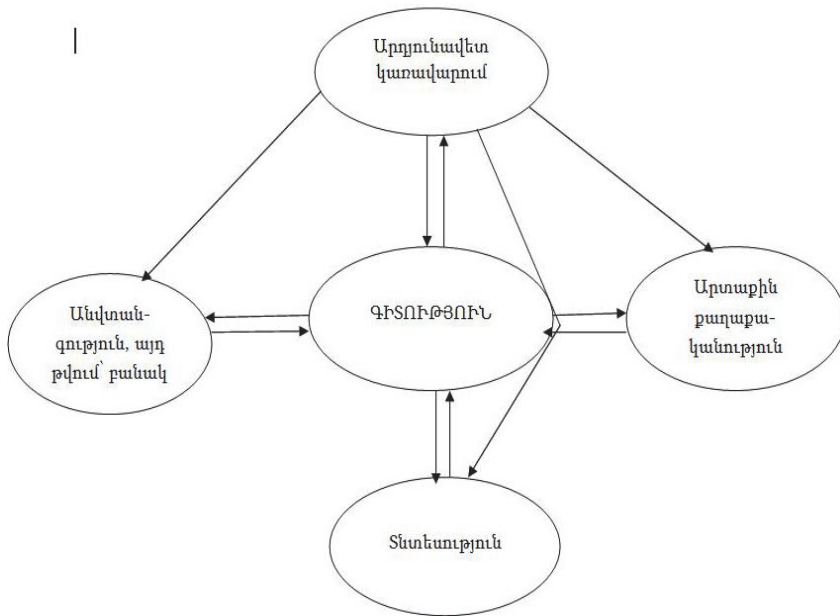 Արդյունավետ
կառավարում
Անվտան-
գություն, այդ
թվում՝ բանակ
ԳԻՏՈՒԹՅՈՒՆ
Արտաքին
քաղաքա-
կանություն
Տնտեսություն